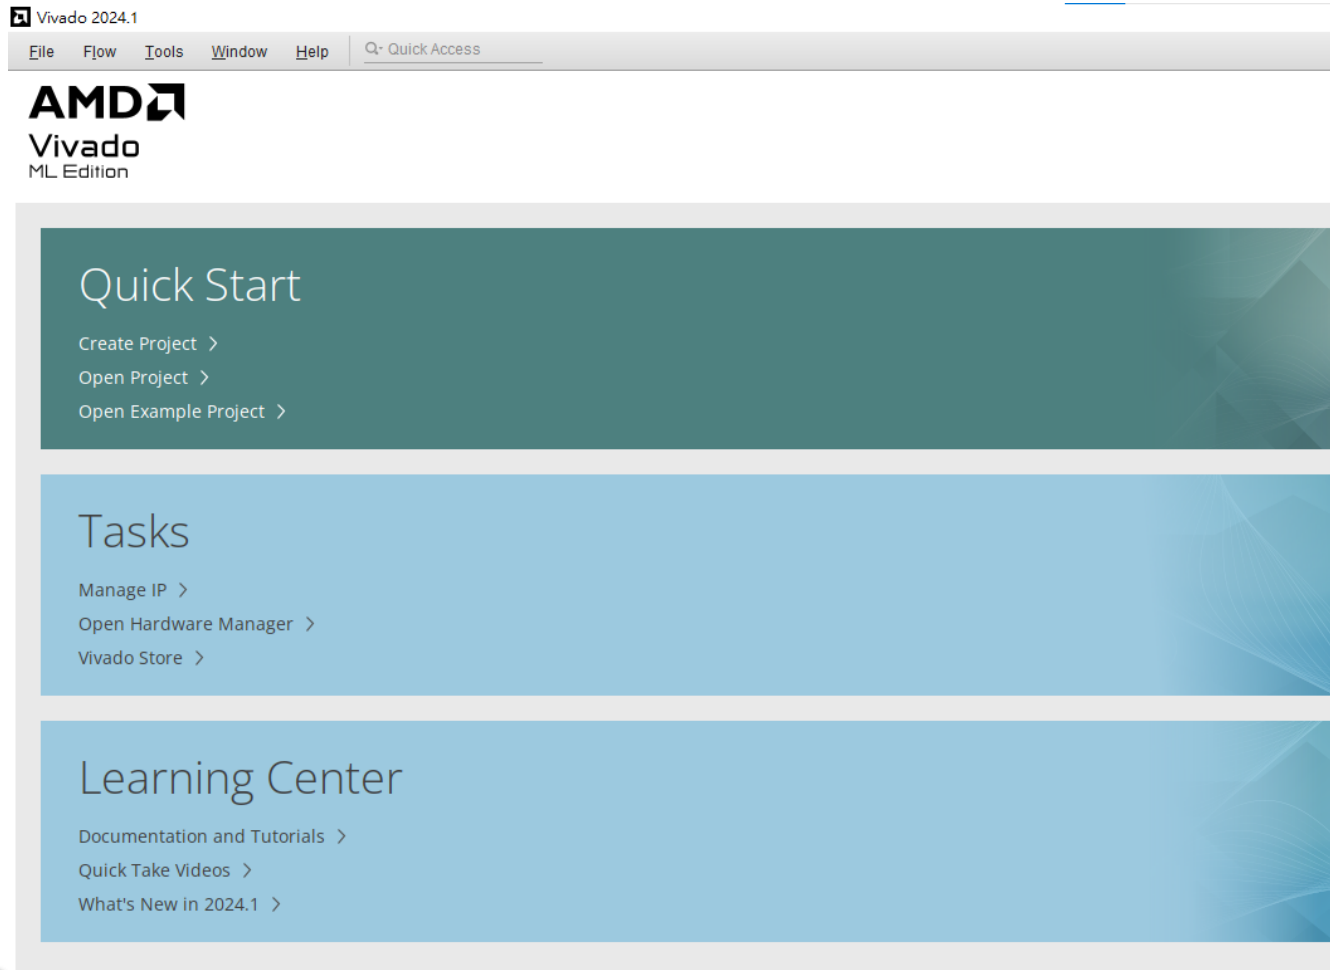 Vivado 2024.1
File Flow Tools Window Help Quick Access
AMD
Vivado
ML Edition
Quick Start
Create Project
Open Project
Open Example Project
Tasks
Manage IP
Open Hardware Manager
Vivado Store
Learning Center
Documentation and Tutorials
Quick Take Videos
What's New in 2024.1